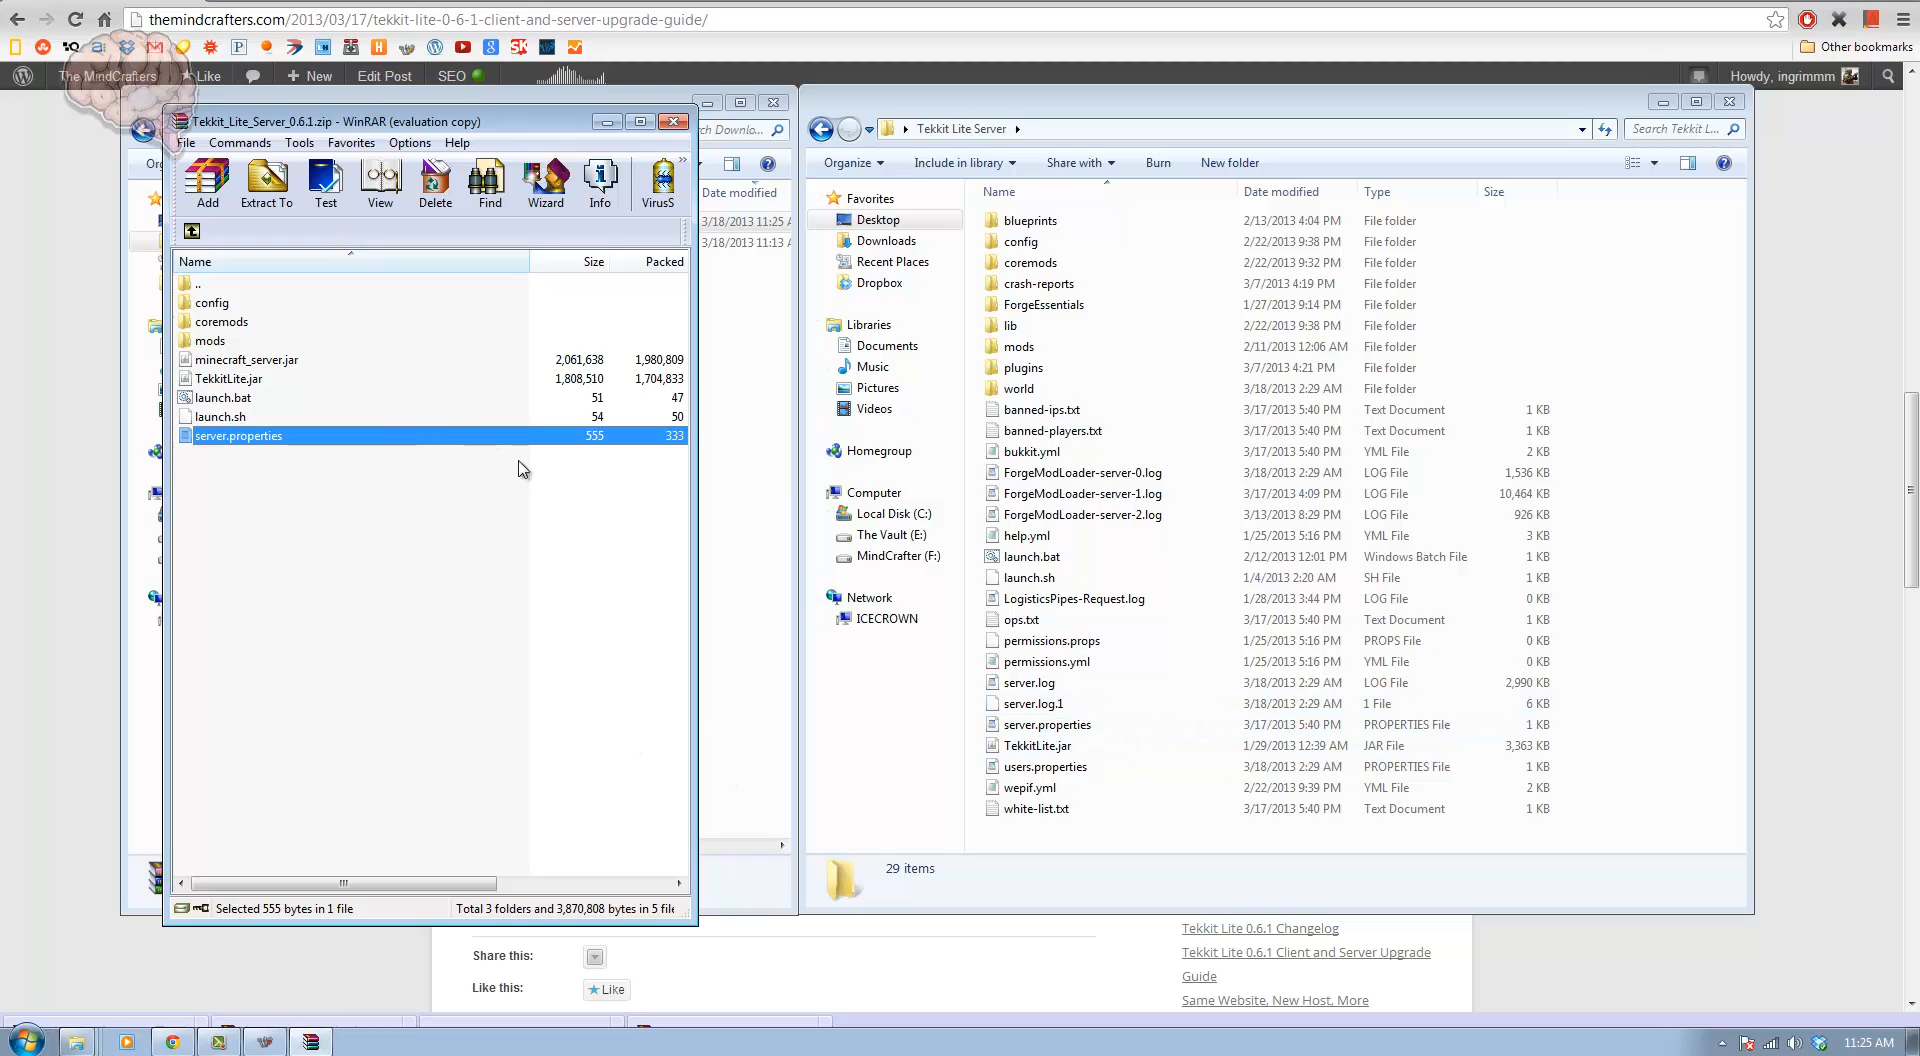 themindcrafters.com/2013/03/17/tekkit-lite-0-6-1-client-and-server-upgrade-guide/
Other bookmarks
The MindCrafters Like New Edit Post SEO Howdy, ingrimmm
Tekkit_Lite_Server_0.6.1.zip - WinRAR (evaluation copy)
File Commands Tools Favorites Options Help
Add Extract To Test View Delete Find Wizard Info VirusS
Name Size Packed
..
config
coremods
mods
minecraft_server.jar 2,061,638 1,980,809
TekkitLite.jar 1,808,510 1,704,833
launch.bat 51 47
launch.sh 54 50
server.properties 555 333
Selected 555 bytes in 1 file Total 3 folders and 3,870,808 bytes in 5 file
Org
rch Downlo...
Date modified
3/18/2013 11:25 A
3/18/2013 11:13 A
Tekkit Lite Server Search Tekkit L...
Organize Include in library Share with Burn New folder
Favorites
Desktop
Downloads
Recent Places
Dropbox
Libraries
Documents
Music
Pictures
Videos
Homegroup
Computer
Local Disk (C:)
The Vault (E:)
MindCrafter (F:)
Network
ICECROWN
Name Date modified Type Size
blueprints 2/13/2013 4:04 PM File folder
config 2/22/2013 9:38 PM File folder
coremods 2/22/2013 9:32 PM File folder
crash-reports 3/7/2013 4:19 PM File folder
ForgeEssentials 1/27/2013 9:14 PM File folder
lib 2/22/2013 9:38 PM File folder
mods 2/11/2013 12:06 AM File folder
plugins 3/7/2013 4:21 PM File folder
world 3/18/2013 2:29 AM File folder
banned-ips.txt 3/17/2013 5:40 PM Text Document 1 KB
banned-players.txt 3/17/2013 5:40 PM Text Document 1 KB
bukkit.yml 3/17/2013 5:40 PM YML File 2 KB
ForgeModLoader-server-0.log 3/18/2013 2:29 AM LOG File 1,536 KB
ForgeModLoader-server-1.log 3/17/2013 4:09 PM LOG File 10,464 KB
ForgeModLoader-server-2.log 3/13/2013 8:29 PM LOG File 926 KB
help.yml 1/25/2013 5:16 PM YML File 3 KB
launch.bat 2/12/2013 12:01 PM Windows Batch File 1 KB
launch.sh 1/4/2013 2:20 AM SH File 1 KB
LogisticsPipes-Request.log 1/28/2013 3:44 PM LOG File 0 KB
ops.txt 3/17/2013 5:40 PM Text Document 1 KB
permissions.props 1/25/2013 5:16 PM PROPS File 0 KB
permissions.yml 1/25/2013 5:16 PM YML File 0 KB
server.log 3/18/2013 2:29 AM LOG File 2,990 KB
server.log.1 3/18/2013 2:29 AM 1 File 6 KB
server.properties 3/17/2013 5:40 PM PROPERTIES File 1 KB
TekkitLite.jar 1/29/2013 12:39 AM JAR File 3,363 KB
users.properties 3/18/2013 2:29 AM PROPERTIES File 1 KB
wepif.yml 2/22/2013 9:39 PM YML File 2 KB
white-list.txt 3/17/2013 5:40 PM Text Document 1 KB
29 items
Share this:
Like this: Like
Tekkit Lite 0.6.1 Changelog
Tekkit Lite 0.6.1 Client and Server Upgrade
Guide
Same Website, New Host, More
11:25 AM